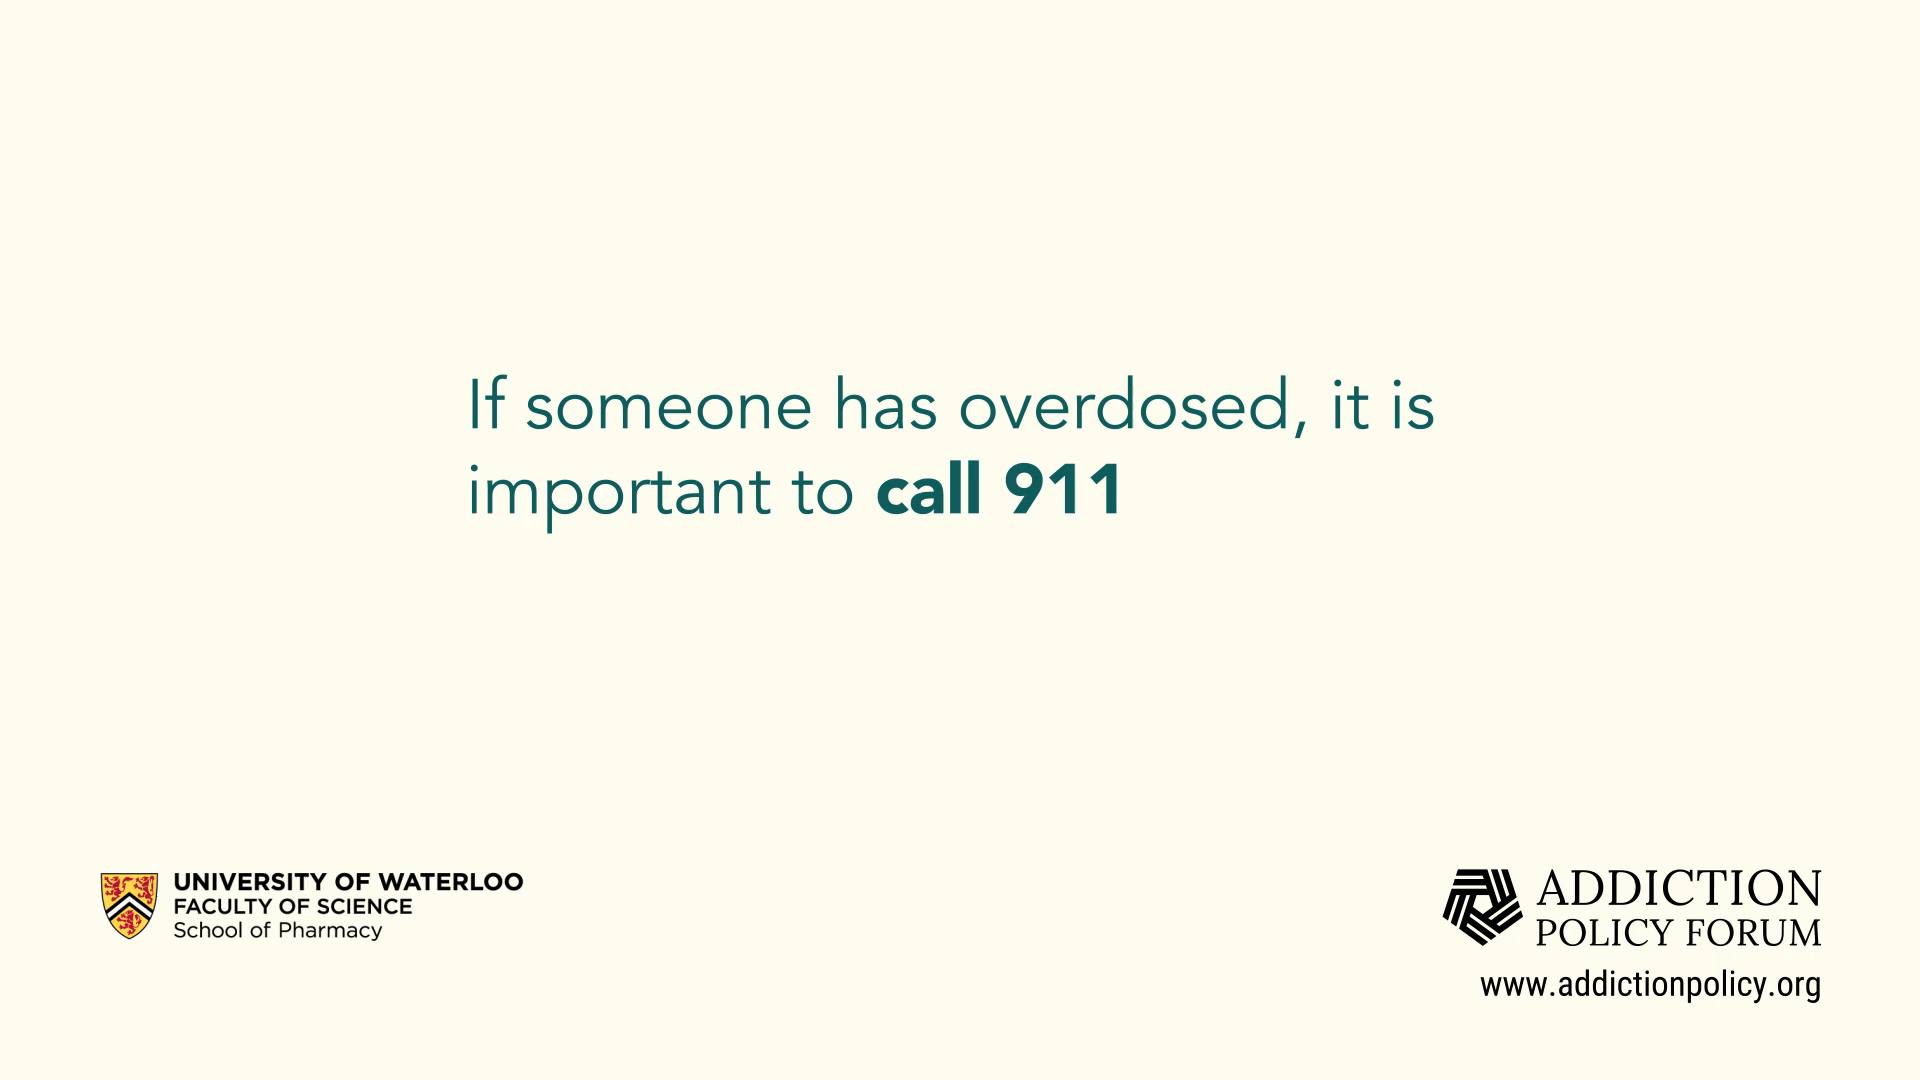 If someone has overdosed, it is
important to call 911
UNIVERSITY OF WATERLOO
FACULTY OF SCIENCE
School of Pharmacy
ADDICTION
POLICY FORUM
www.addictionpolicy.org